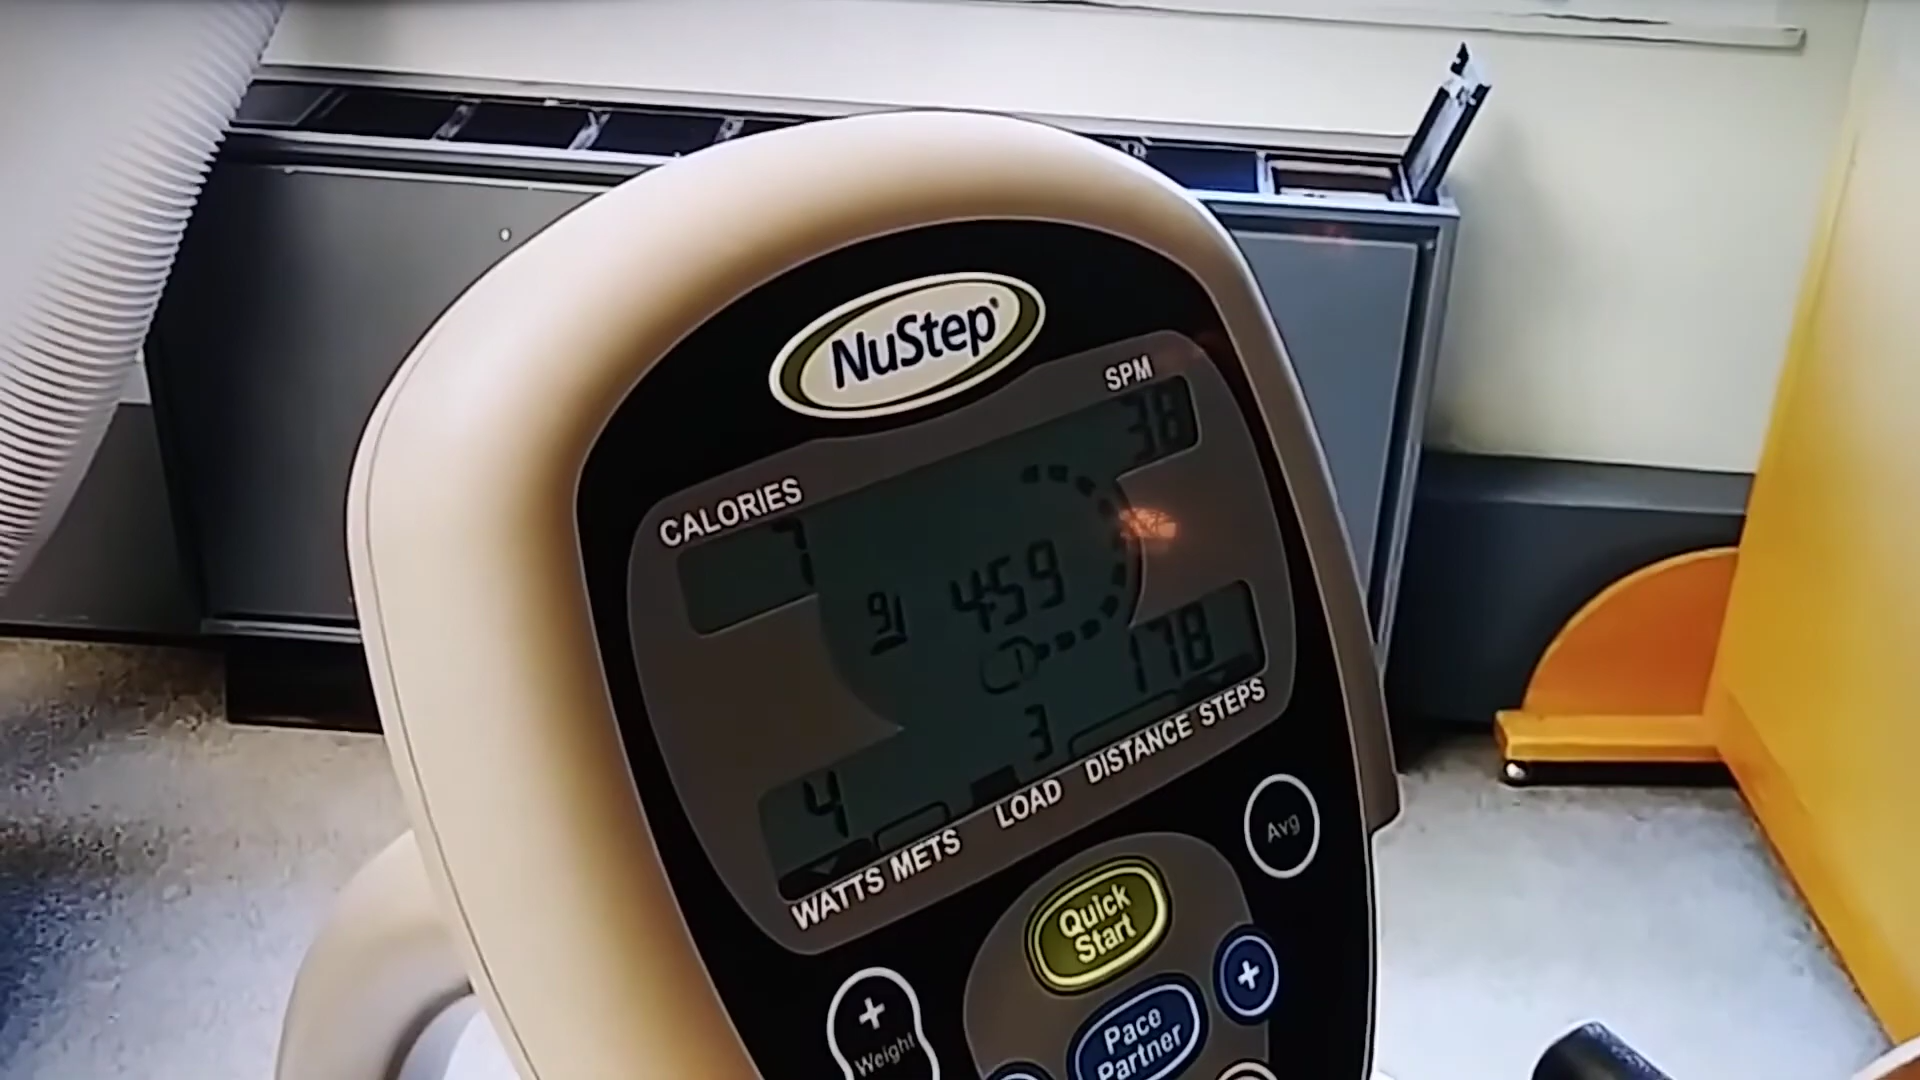 NuStep
SPM
38
CALORIES
7
91 4:59
178
3
4
WATTS METS LOAD DISTANCE STEPS
Avg
Quick
Start
+
+
Weight
Pace
Partner